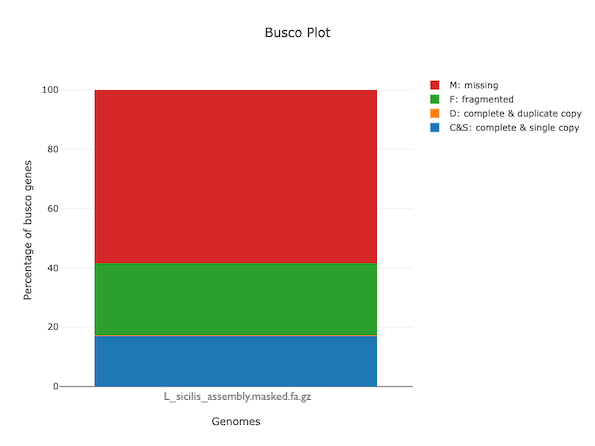 Busco Plot
M: missing
F: fragmented
D: complete & duplicate copy
C&S: complete & single copy
Percentage of busco genes
100
80
60
40
20
0
L_sicilis_assembly.masked.fa.gz
Genomes